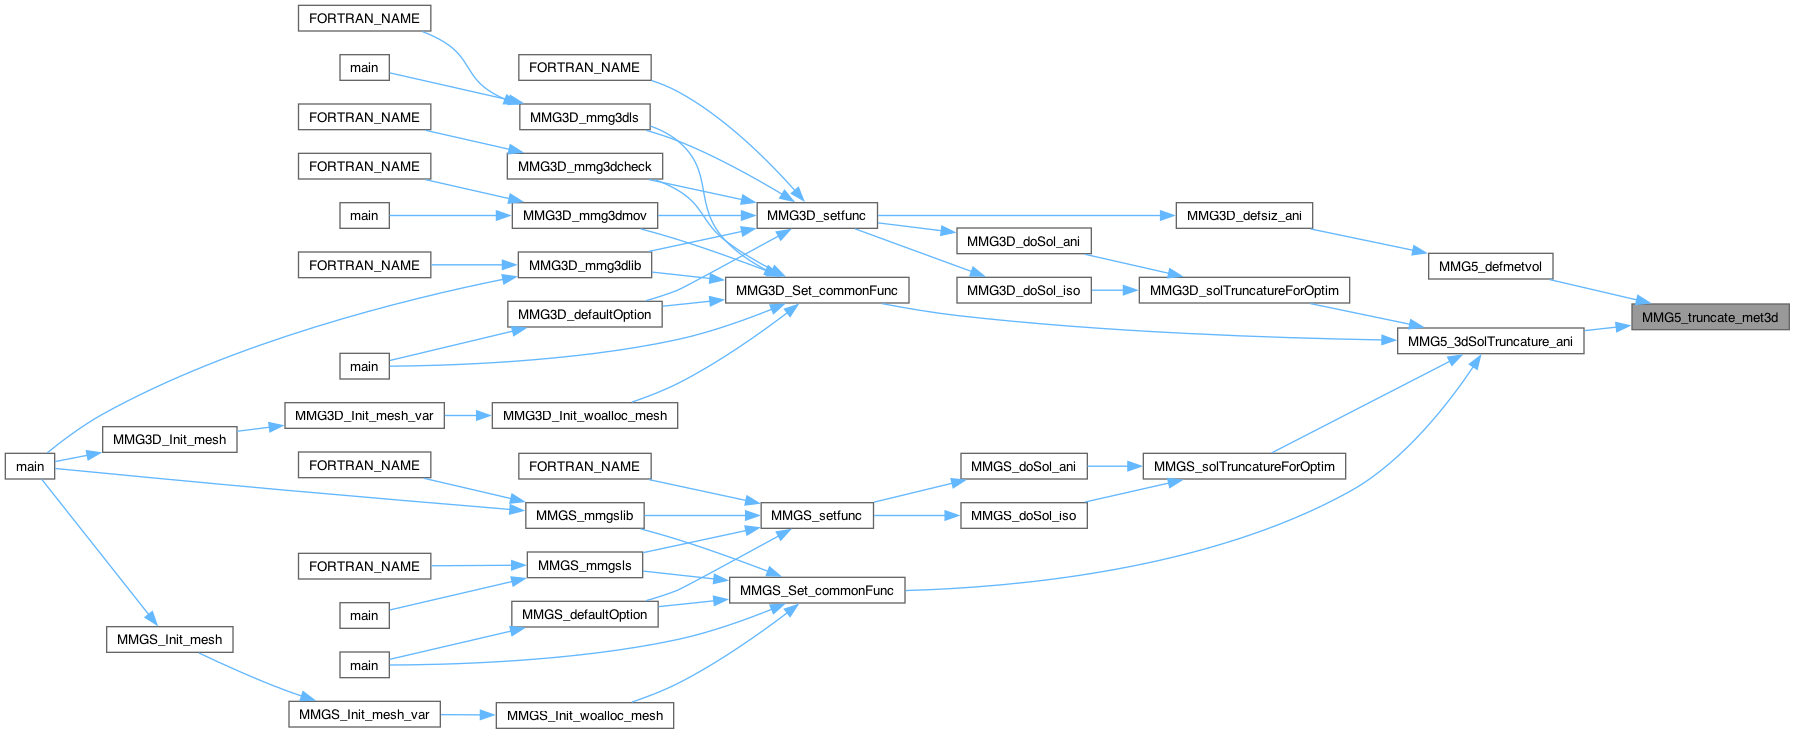 FORTRAN_NAME
main
FORTRAN_NAME
FORTRAN_NAME
MMG3D_mmg3dls
FORTRAN_NAME
MMG3D_mmg3dcheck
FORTRAN_NAME
main
MMG3D_mmg3dmov
MMG3D_setfunc
MMG3D_defsiz_ani
MMG3D_doSol_ani
FORTRAN_NAME
MMG3D_mmg3dlib
MMG5_defmetvol
MMG3D_Set_commonFunc
MMG3D_doSol_iso
MMG3D_solTruncatureForOptim
MMG3D_defaultOption
MMG5_truncate_met3d
MMG5_3dSolTruncature_ani
main
MMG3D_Init_mesh_var
MMG3D_Init_woalloc_mesh
MMG3D_Init_mesh
main
FORTRAN_NAME
FORTRAN_NAME
MMGS_doSol_ani
MMGS_solTruncatureForOptim
MMGS_mmgslib
MMGS_setfunc
MMGS_doSol_iso
FORTRAN_NAME
MMGS_mmgsls
MMGS_Set_commonFunc
main
MMGS_defaultOption
MMGS_Init_mesh
main
MMGS_Init_mesh_var
MMGS_Init_woalloc_mesh